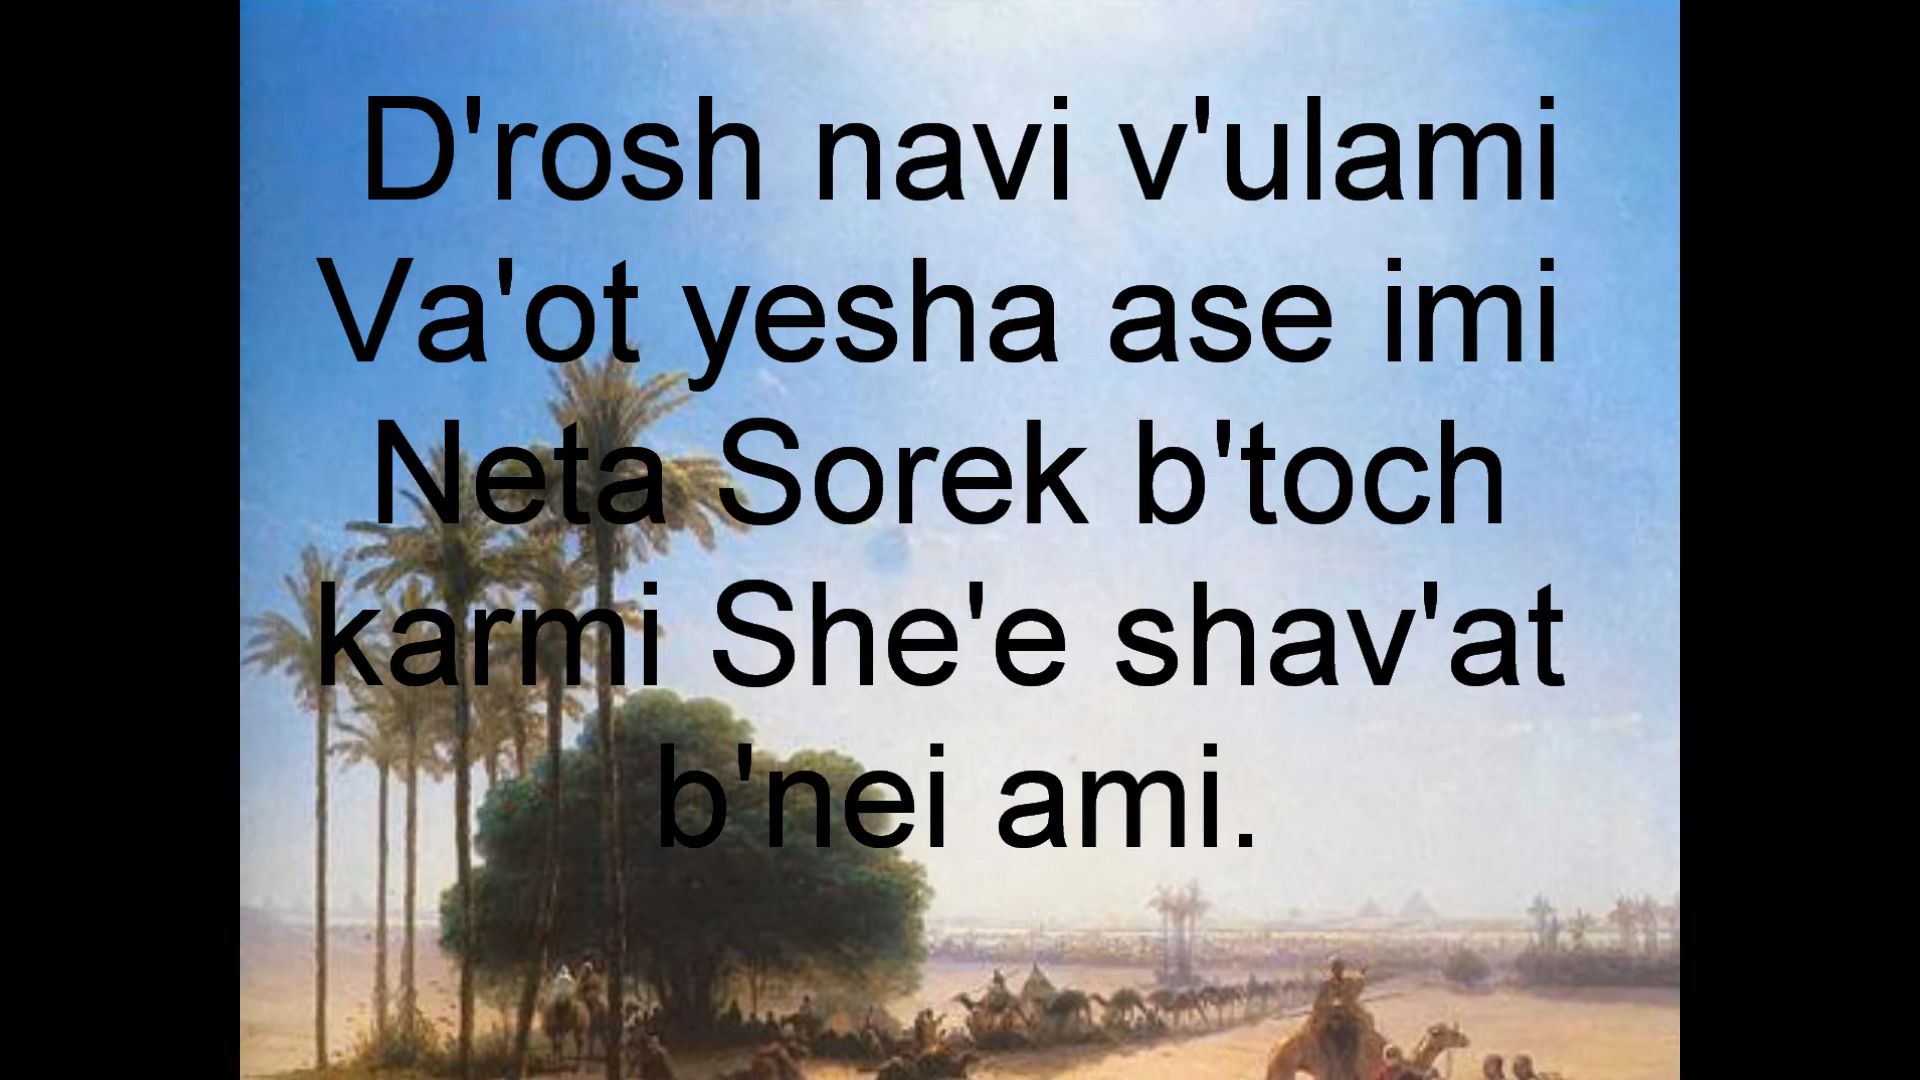 D'rosh navi v'ulami
Va'ot yesha ase imi
Neta Sorek b'toch
karmi She'e shav'at
b'nei ami.